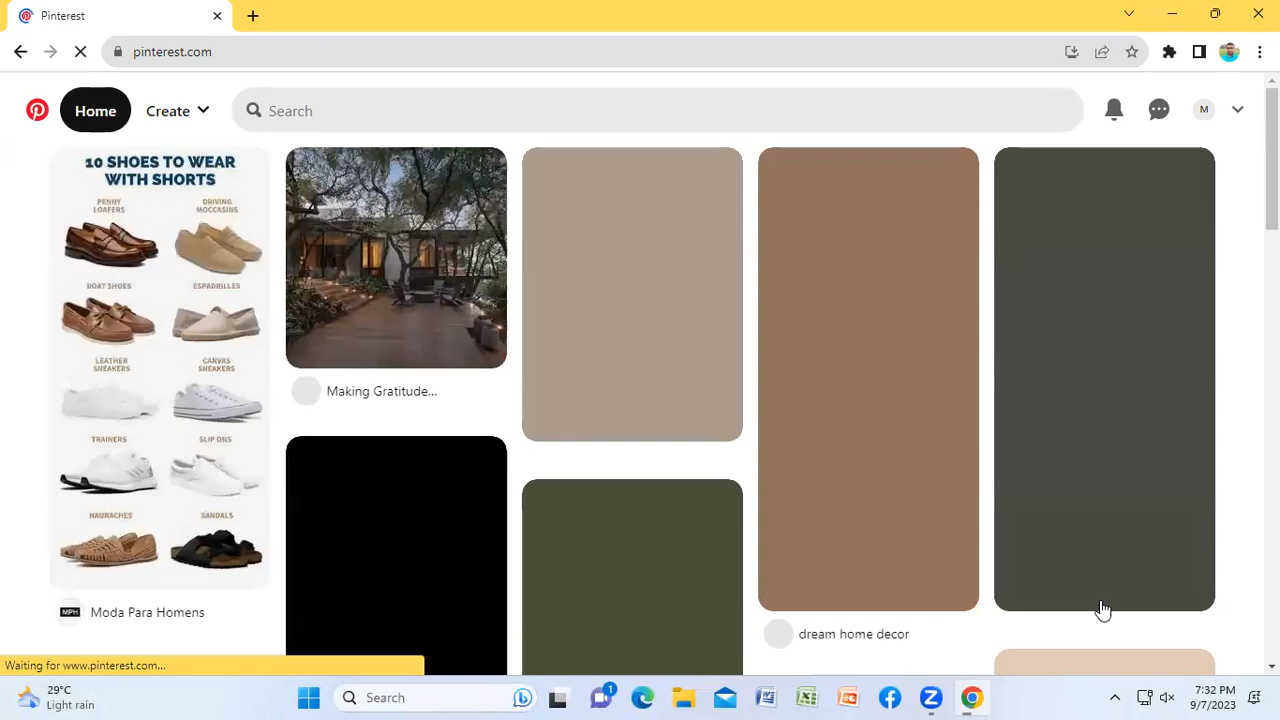 Pinterest
pinterest.com
Home
Create
Search
M
10 SHOES TO WEAR
WITH SHORTS
PENNY
LOAFERS
DRIVING
MOCCASINS
BOAT SHOES
ESPADRILLES
LEATHER
SNEAKERS
CANVAS
SNEAKERS
TRAINERS
SLIP ONS
HAURACHES
SANDALS
MPH
Moda Para Homens
Making Gratitude...
dream home decor
Waiting for www.pinterest.com...
29°C
Light rain
Search
1
7:32 PM
9/7/2023